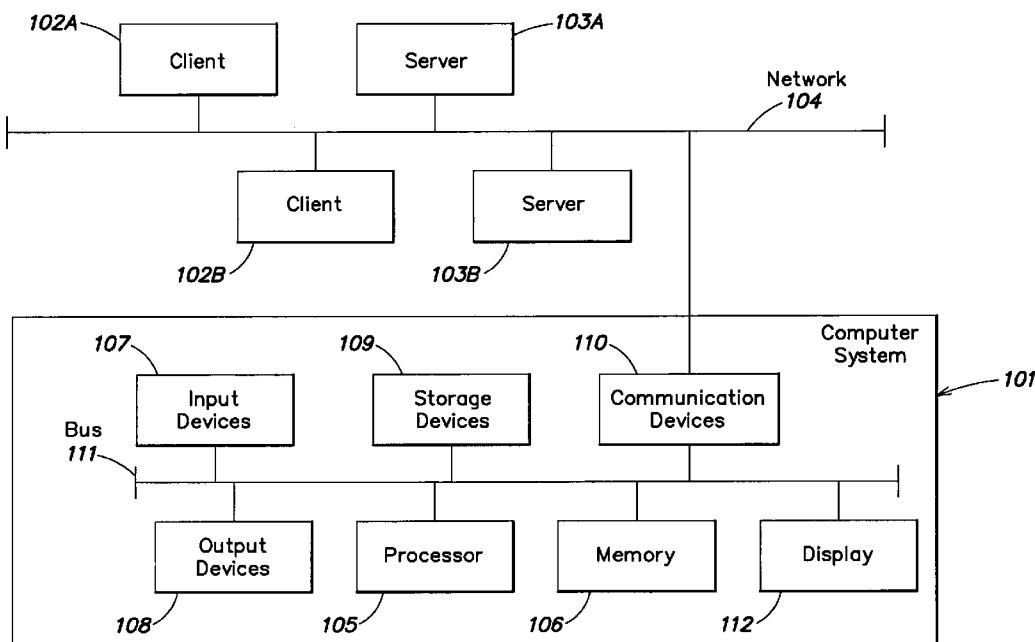 102A
103A
Client
Server
Network
104
Client
Server
102B
103B
Computer
System
107
109
110
101
Input
Devices
Storage
Devices
Communication
Devices
Bus
111
Output
Devices
Processor
Memory
Display
108
105
106
112